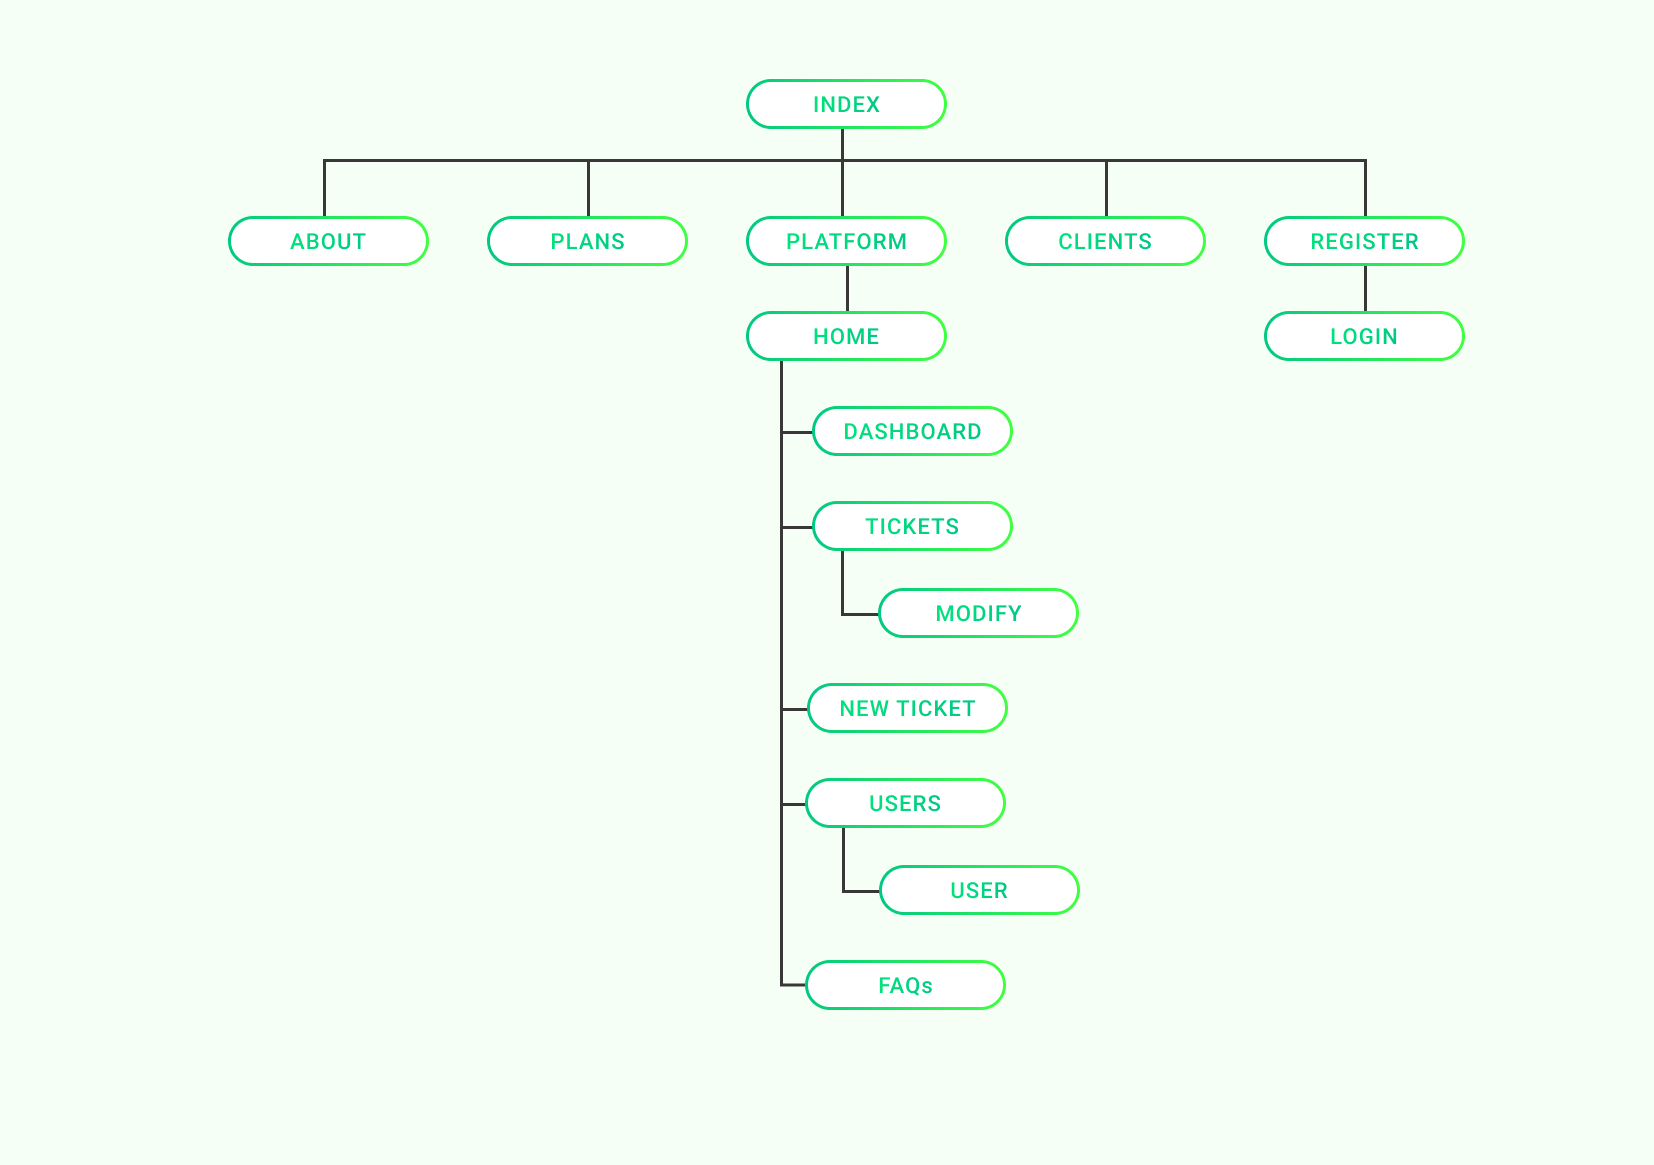 INDEX
ABOUT
PLANS
PLATFORM
CLIENTS
REGISTER
HOME
LOGIN
DASHBOARD
TICKETS
MODIFY
NEW TICKET
USERS
USER
FAQs